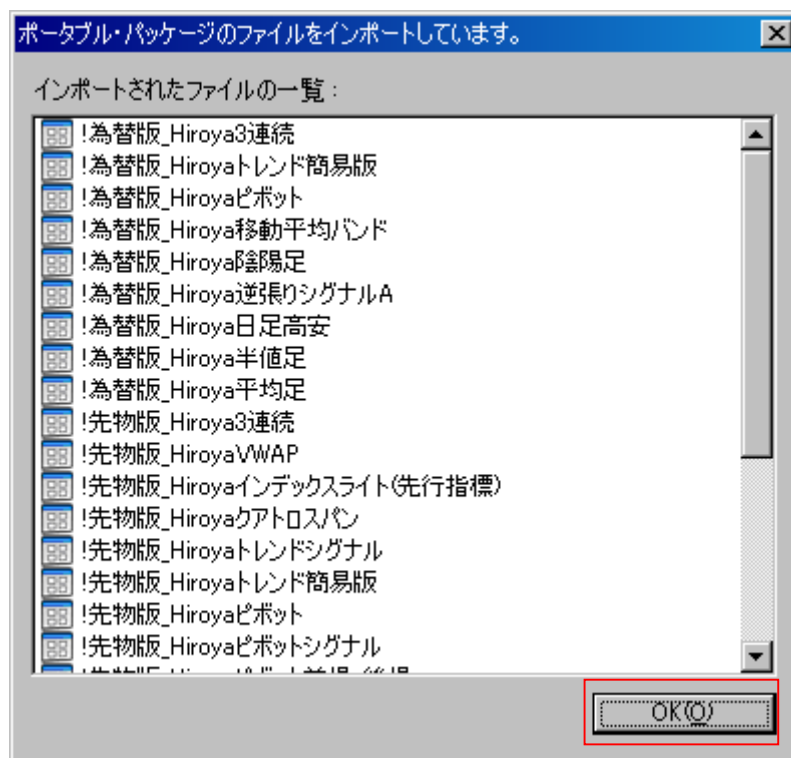 ポータブル・パッケージのファイルをインポートしています。
インポートされたファイルの一覧：
!為替版_Hiroya3連続
!為替版_Hiroyaトレンド簡易版
!為替版_Hiroyaピボット
!為替版_Hiroya移動平均バンド
!為替版_Hiroya陰陽足
!為替版_Hiroya逆張りシグナルA
!為替版_Hiroya日足高安
!為替版_Hiroya半値足
!為替版_Hiroya平均足
!先物版_Hiroya3連続
!先物版_HiroyaVWAP
!先物版_Hiroyaインデックスライト(先行指標)
!先物版_Hiroyaクアトロスパン
!先物版_Hiroyaトレンドシグナル
!先物版_Hiroyaトレンド簡易版
!先物版_Hiroyaピボット
!先物版_Hiroyaピボットシグナル
OK(O)